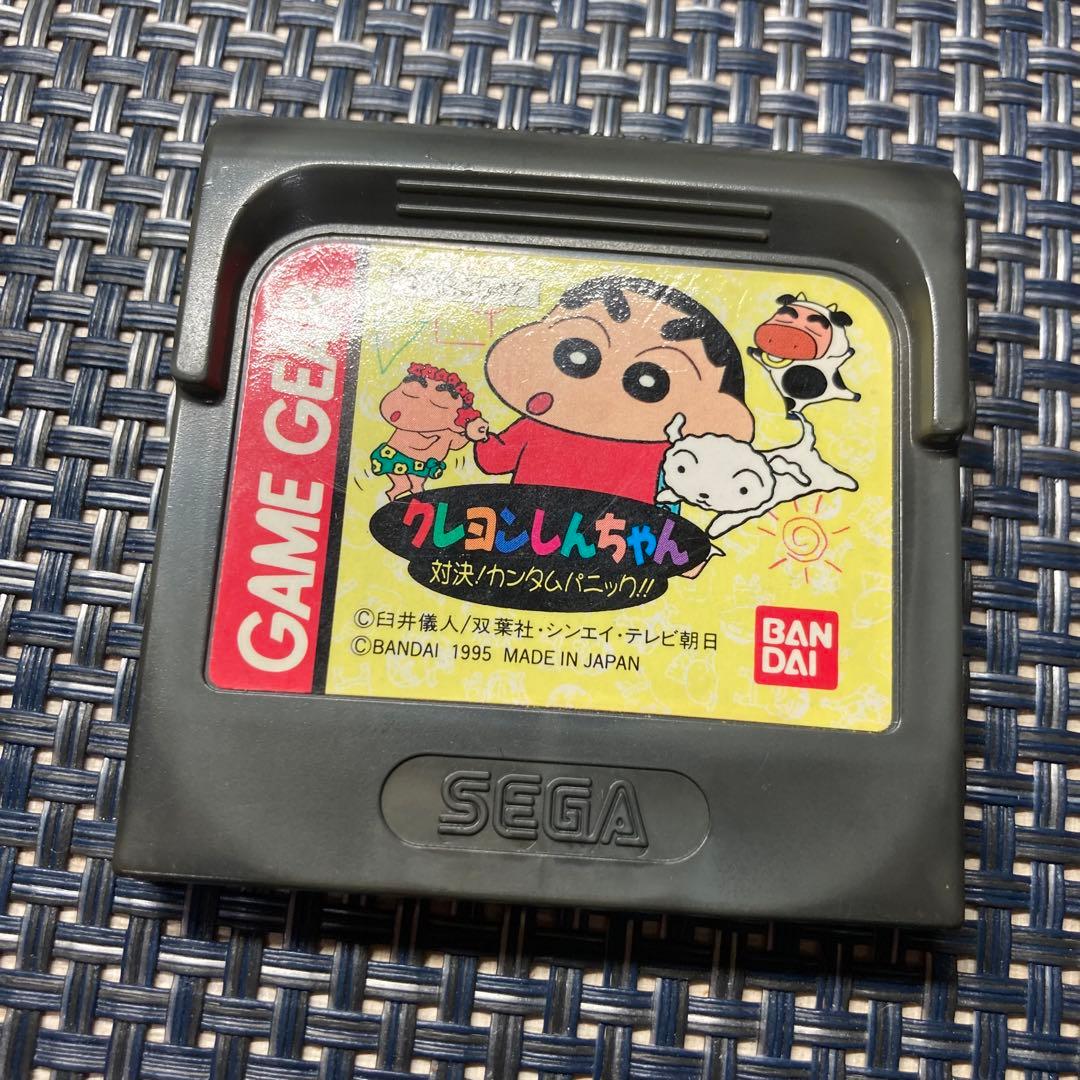 GAME GEAR
クレヨンしんちゃん
対決!カンタムパニック!!
©臼井儀人/双葉社・シンエイ・テレビ朝日
©BANDAI 1995 MADE IN JAPAN
BAN
DAI
SEGA